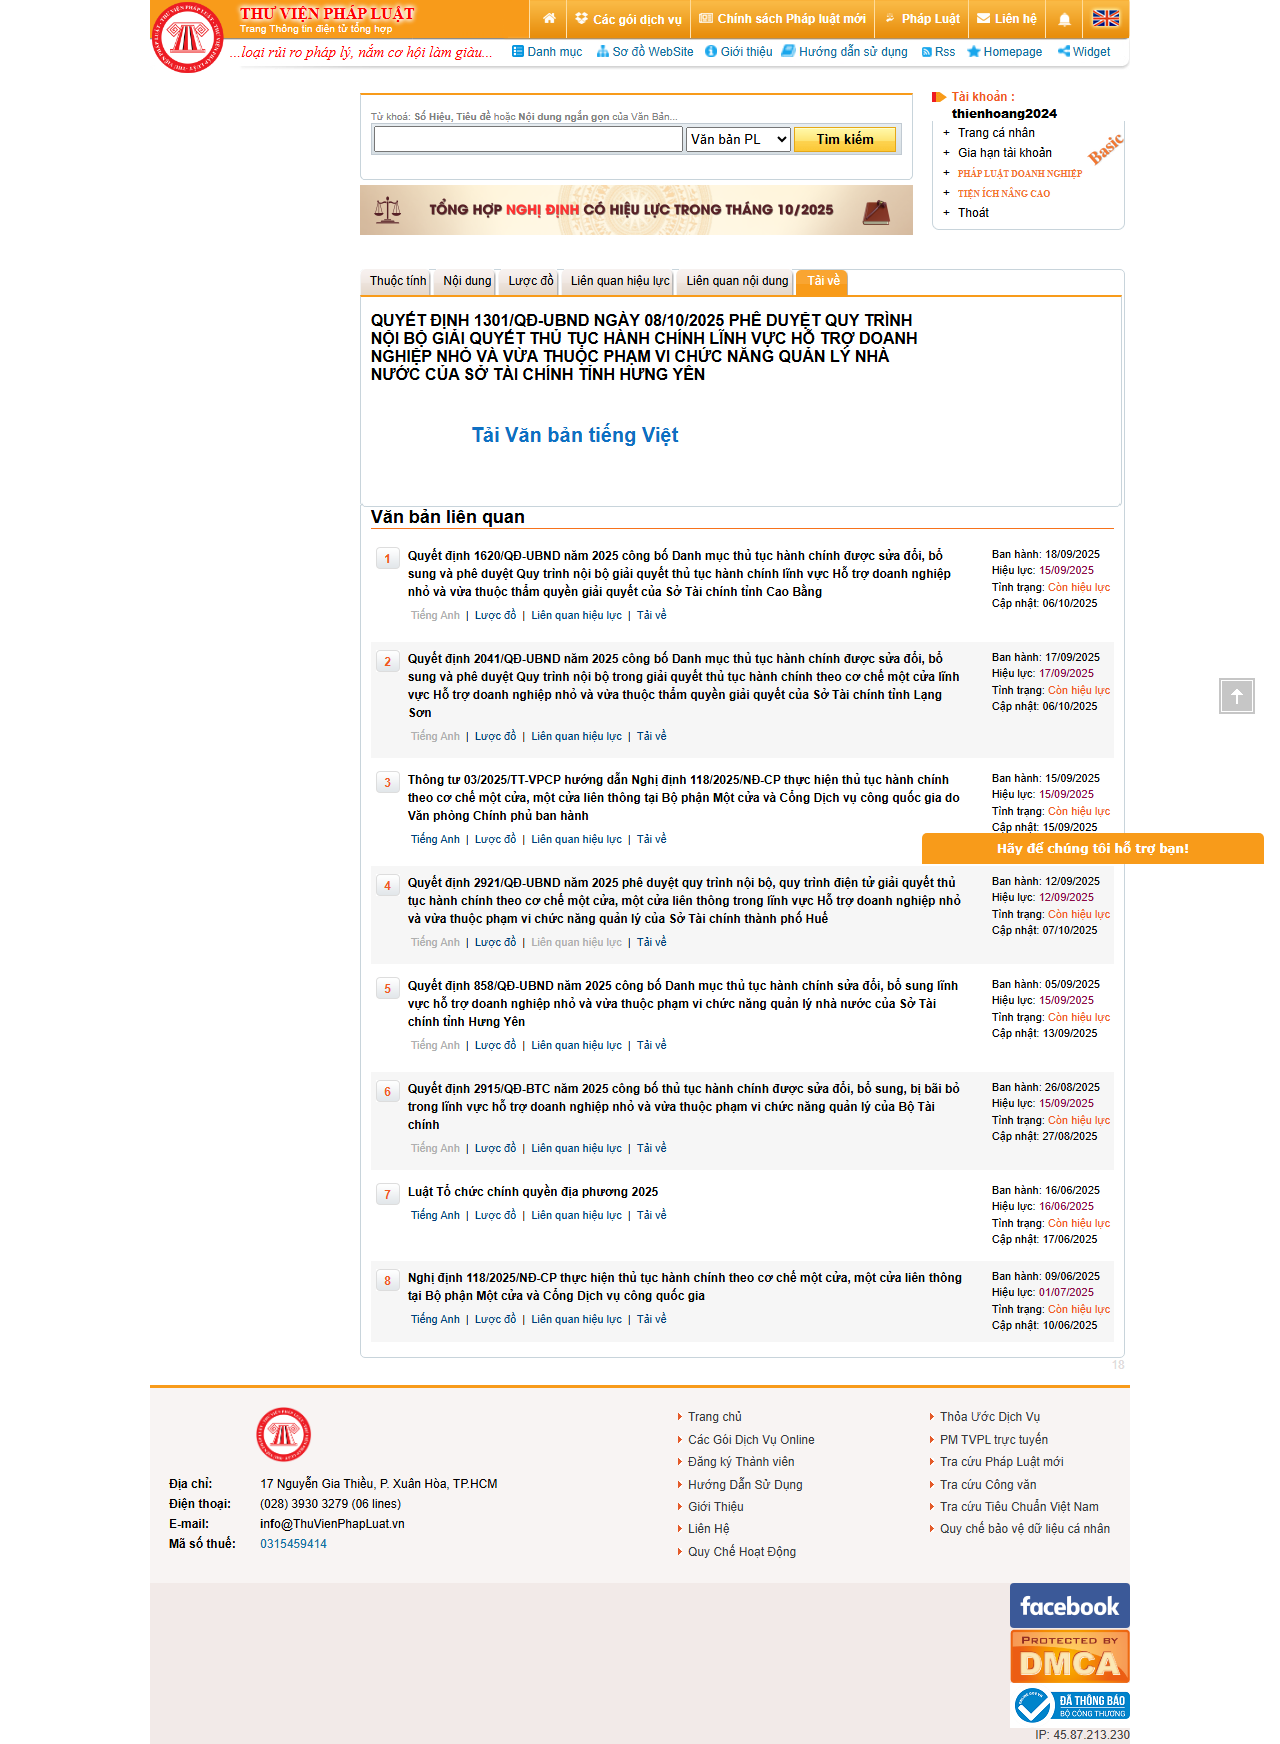 THƯ VIỆN PHÁP LUẬT
Trang Thông tin điện tử tổng hợp
Các gói dịch vụ
Chính sách Pháp luật mới
Pháp Luật
Liên hệ
...loại rủi ro pháp lý, nắm cơ hội làm giàu...
Danh mục
Sơ đồ WebSite
Giới thiệu
Hướng dẫn sử dụng
Rss
Homepage
Widget
Từ khoá: Số Hiệu, Tiêu đề hoặc Nội dung ngắn gọn của Văn Bản...
Văn bản PL
Tìm kiếm
Tài khoản :
thienhoang2024
+ Trang cá nhân
+ Gia hạn tài khoản
+ PHÁP LUẬT DOANH NGHIỆP
+ TIỆN ÍCH NÂNG CAO
+ Thoát
Basic
TỔNG HỢP NGHỊ ĐỊNH CÓ HIỆU LỰC TRONG THÁNG 10/2025
Thuộc tính
Nội dung
Lược đồ
Liên quan hiệu lực
Liên quan nội dung
Tải về
QUYẾT ĐỊNH 1301/QĐ-UBND NGÀY 08/10/2025 PHÊ DUYỆT QUY TRÌNH
NỘI BỘ GIẢI QUYẾT THỦ TỤC HÀNH CHÍNH LĨNH VỰC HỖ TRỢ DOANH
NGHIỆP NHỎ VÀ VỪA THUỘC PHẠM VI CHỨC NĂNG QUẢN LÝ NHÀ
NƯỚC CỦA SỞ TÀI CHÍNH TỈNH HƯNG YÊN
Tải Văn bản tiếng Việt
Văn bản liên quan
1
Quyết định 1620/QĐ-UBND năm 2025 công bố Danh mục thủ tục hành chính được sửa đổi, bổ
sung và phê duyệt Quy trình nội bộ giải quyết thủ tục hành chính lĩnh vực Hỗ trợ doanh nghiệp
nhỏ và vừa thuộc thẩm quyền giải quyết của Sở Tài chính tỉnh Cao Bằng
Tiếng Anh | Lược đồ | Liên quan hiệu lực | Tải về
Ban hành: 18/09/2025
Hiệu lực: 15/09/2025
Tình trạng: Còn hiệu lực
Cập nhật: 06/10/2025
2
Quyết định 2041/QĐ-UBND năm 2025 công bố Danh mục thủ tục hành chính được sửa đổi, bổ
sung và phê duyệt Quy trình nội bộ trong giải quyết thủ tục hành chính theo cơ chế một cửa lĩnh
vực Hỗ trợ doanh nghiệp nhỏ và vừa thuộc thẩm quyền giải quyết của Sở Tài chính tỉnh Lạng
Sơn
Tiếng Anh | Lược đồ | Liên quan hiệu lực | Tải về
Ban hành: 17/09/2025
Hiệu lực: 17/09/2025
Tình trạng: Còn hiệu lực
Cập nhật: 06/10/2025
3
Thông tư 03/2025/TT-VPCP hướng dẫn Nghị định 118/2025/NĐ-CP thực hiện thủ tục hành chính
theo cơ chế một cửa, một cửa liên thông tại Bộ phận Một cửa và Cổng Dịch vụ công quốc gia do
Văn phòng Chính phủ ban hành
Tiếng Anh | Lược đồ | Liên quan hiệu lực | Tải về
Ban hành: 15/09/2025
Hiệu lực: 15/09/2025
Tình trạng: Còn hiệu lực
Cập nhật: 15/09/2025
Hãy để chúng tôi hỗ trợ bạn!
4
Quyết định 2921/QĐ-UBND năm 2025 phê duyệt quy trình nội bộ, quy trình điện tử giải quyết thủ
tục hành chính theo cơ chế một cửa, một cửa liên thông trong lĩnh vực Hỗ trợ doanh nghiệp nhỏ
và vừa thuộc phạm vi chức năng quản lý của Sở Tài chính thành phố Huế
Tiếng Anh | Lược đồ | Liên quan hiệu lực | Tải về
Ban hành: 12/09/2025
Hiệu lực: 12/09/2025
Tình trạng: Còn hiệu lực
Cập nhật: 07/10/2025
5
Quyết định 858/QĐ-UBND năm 2025 công bố Danh mục thủ tục hành chính sửa đổi, bổ sung lĩnh
vực hỗ trợ doanh nghiệp nhỏ và vừa thuộc phạm vi chức năng quản lý nhà nước của Sở Tài
chính tỉnh Hưng Yên
Tiếng Anh | Lược đồ | Liên quan hiệu lực | Tải về
Ban hành: 05/09/2025
Hiệu lực: 15/09/2025
Tình trạng: Còn hiệu lực
Cập nhật: 13/09/2025
6
Quyết định 2915/QĐ-BTC năm 2025 công bố thủ tục hành chính được sửa đổi, bổ sung, bị bãi bỏ
trong lĩnh vực hỗ trợ doanh nghiệp nhỏ và vừa thuộc phạm vi chức năng quản lý của Bộ Tài
chính
Tiếng Anh | Lược đồ | Liên quan hiệu lực | Tải về
Ban hành: 26/08/2025
Hiệu lực: 15/09/2025
Tình trạng: Còn hiệu lực
Cập nhật: 27/08/2025
7
Luật Tổ chức chính quyền địa phương 2025
Tiếng Anh | Lược đồ | Liên quan hiệu lực | Tải về
Ban hành: 16/06/2025
Hiệu lực: 16/06/2025
Tình trạng: Còn hiệu lực
Cập nhật: 17/06/2025
8
Nghị định 118/2025/NĐ-CP thực hiện thủ tục hành chính theo cơ chế một cửa, một cửa liên thông
tại Bộ phận Một cửa và Cổng Dịch vụ công quốc gia
Tiếng Anh | Lược đồ | Liên quan hiệu lực | Tải về
Ban hành: 09/06/2025
Hiệu lực: 01/07/2025
Tình trạng: Còn hiệu lực
Cập nhật: 10/06/2025
18
Địa chỉ: 17 Nguyễn Gia Thiều, P. Xuân Hòa, TP.HCM
Điện thoại: (028) 3930 3279 (06 lines)
E-mail: info@ThuVienPhapLuat.vn
Mã số thuế: 0315459414
Trang chủ
Các Gói Dịch Vụ Online
Đăng ký Thành viên
Hướng Dẫn Sử Dụng
Giới Thiệu
Liên Hệ
Quy Chế Hoạt Động
Thỏa Ước Dịch Vụ
PM TVPL trực tuyến
Tra cứu Pháp Luật mới
Tra cứu Công văn
Tra cứu Tiêu Chuẩn Việt Nam
Quy chế bảo vệ dữ liệu cá nhân
facebook
PROTECTED BY
DMCA
ĐÃ THÔNG BÁO
BỘ CÔNG THƯƠNG
IP: 45.87.213.230